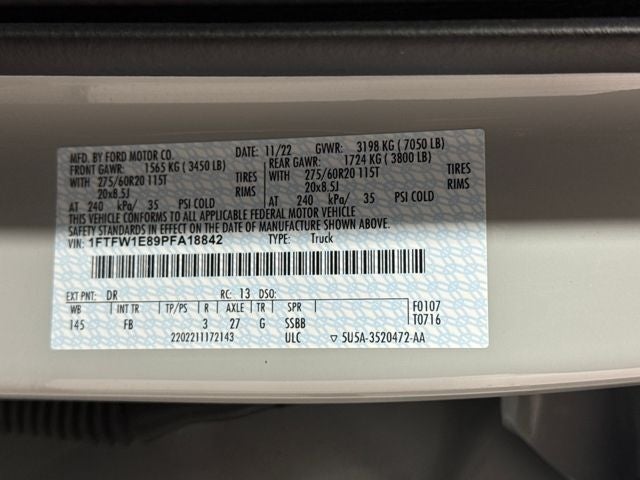 MFD. BY FORD MOTOR CO. DATE: 11/22 GVWR: 3198 KG ( 7050 LB)
FRONT GAWR: 1565 KG ( 3450 LB) REAR GAWR: 1724 KG ( 3800 LB)
WITH 275/60R20 115T TIRES WITH 275/60R20 115T TIRES
20x8.5J RIMS 20x8.5J RIMS
AT 240 kPa/ 35 PSI COLD AT 240 kPa/ 35 PSI COLD
THIS VEHICLE CONFORMS TO ALL APPLICABLE FEDERAL MOTOR VEHICLE
SAFETY STANDARDS IN EFFECT ON THE DATE OF MANUFACTURE SHOWN ABOVE.
VIN: 1FTFW1E89PFA18842 TYPE: Truck
EXT PNT: DR RC: 13 DSO:
WB INT TR TP/PS R AXLE TR SPR F0107
145 FB 3 27 G SSBB T0716
2202211172143 ULC ▽ 5U5A-3520472-AA